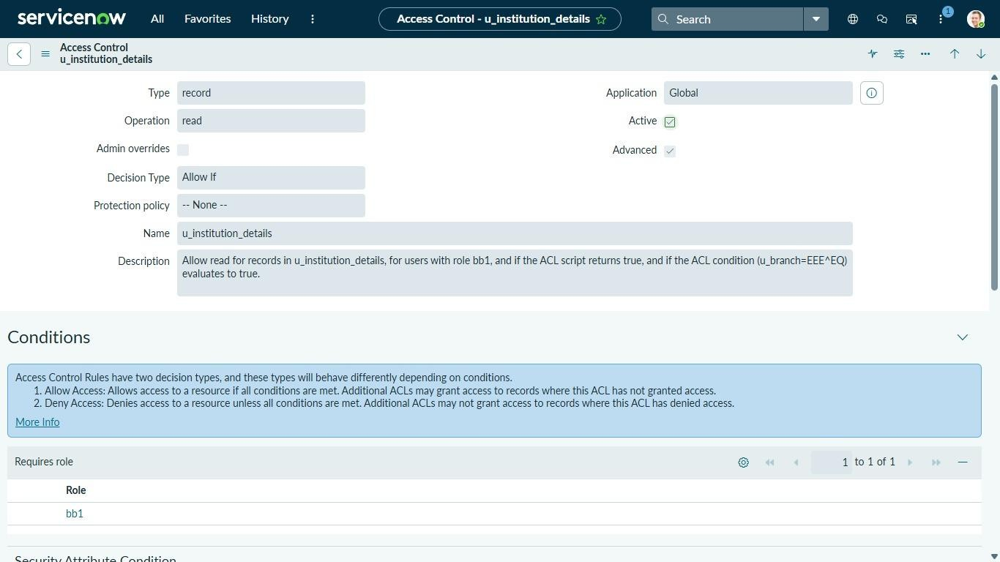 servicenow All Favorites History Access Control - u_institution_details Search 1
Access Control
u_institution_details
Type record Application Global
Operation read Active
Admin overrides Advanced
Decision Type Allow If
Protection policy -- None --
Name u_institution_details
Description Allow read for records in u_institution_details, for users with role bb1, and if the ACL script returns true, and if the ACL condition (u_branch=EEE^EQ)
evaluates to true.
Conditions
Access Control Rules have two decision types, and these types will behave differently depending on conditions.
1. Allow Access: Allows access to a resource if all conditions are met. Additional ACLs may grant access to records where this ACL has not granted access.
2. Deny Access: Denies access to a resource unless all conditions are met. Additional ACLs may not grant access to records where this ACL has denied access.
More Info
Requires role 1 to 1 of 1
Role
bb1
Security Attribute Condition